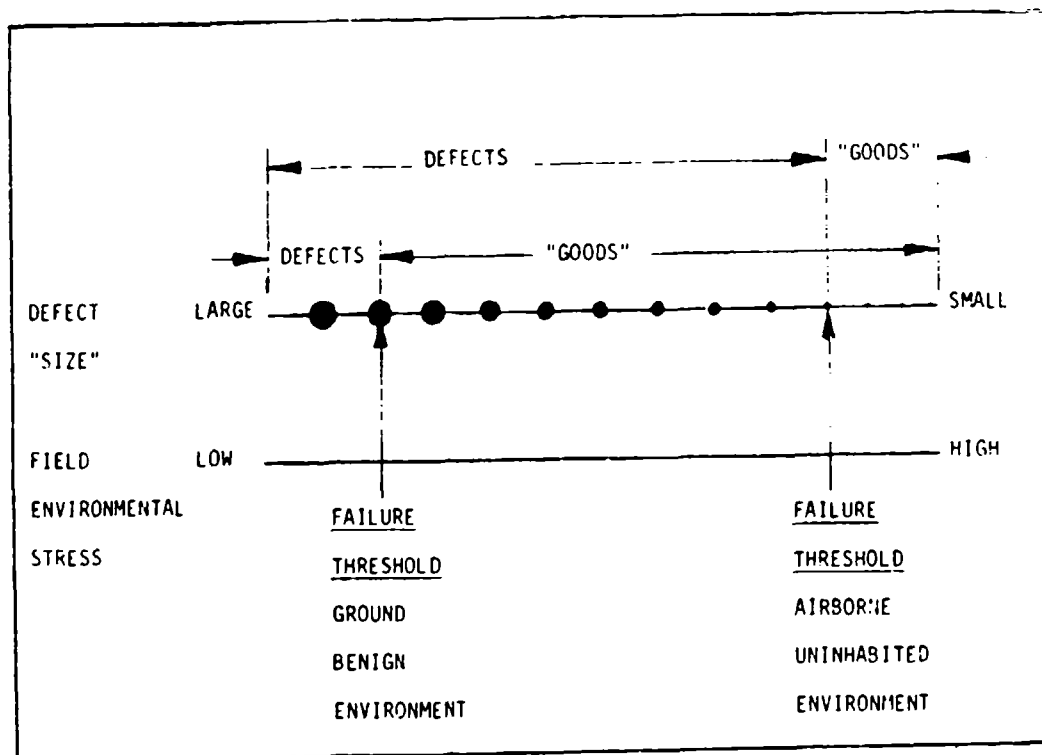 DEFECTS "GOODS"
DEFECTS "GOODS"
DEFECT LARGE SMALL
"SIZE"
FIELD LOW HIGH
ENVIRONMENTAL
STRESS
FAILURE
THRESHOLD
GROUND
BENIGN
ENVIRONMENT
FAILURE
THRESHOLD
AIRBORNE
UNINHABITED
ENVIRONMENT